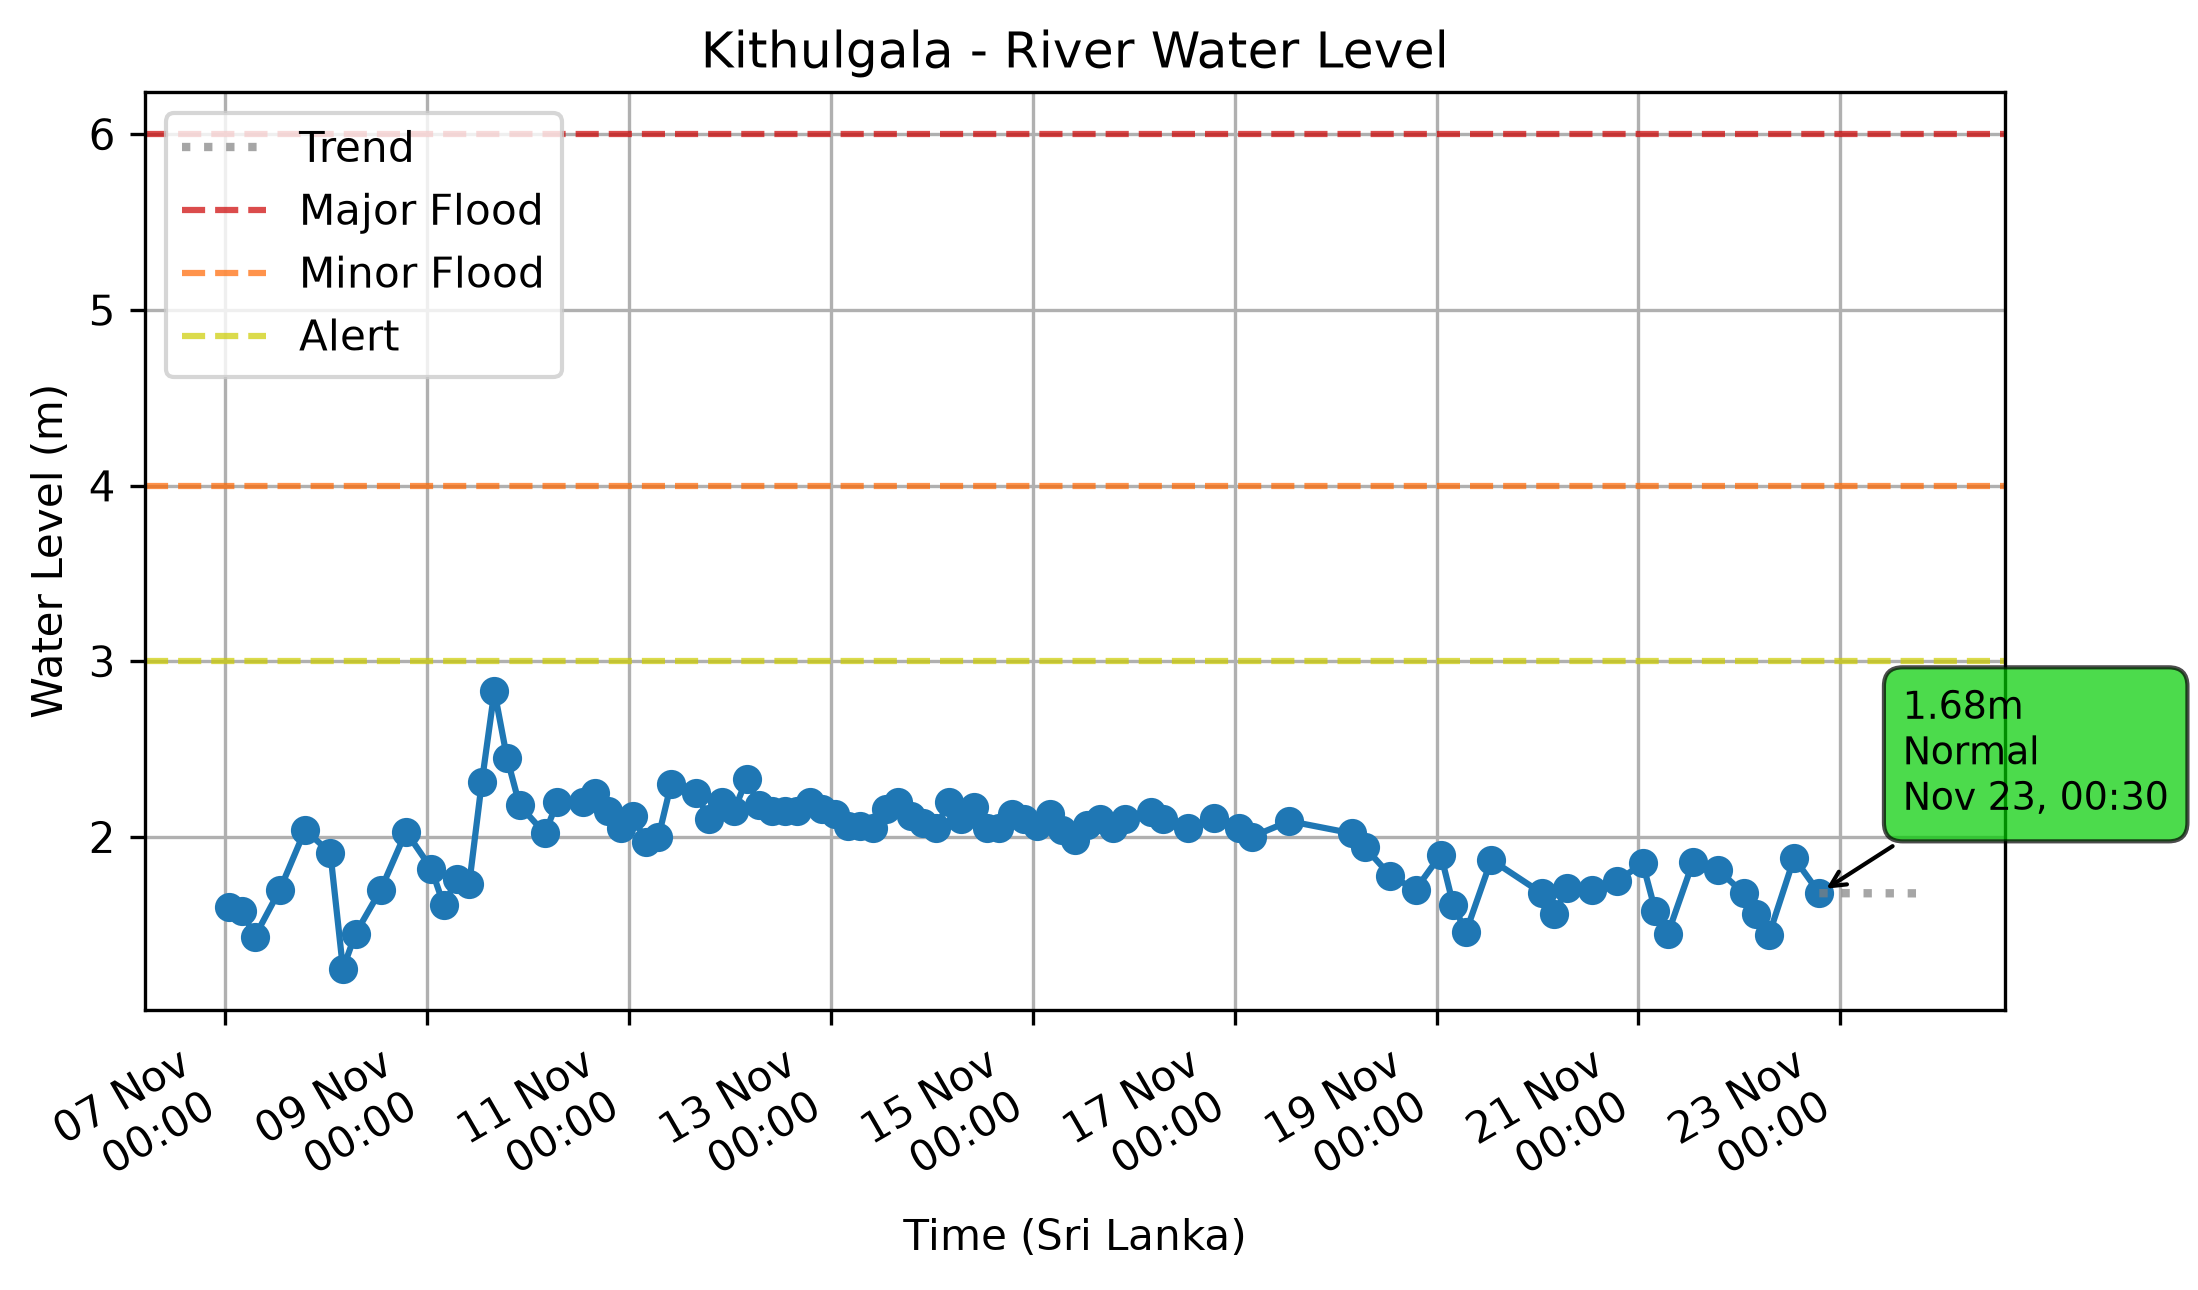 Kithulgala - River Water Level
Trend
Major Flood
Minor Flood
Alert
6
5
4
3
2
Water Level (m)
1.68m
Normal
Nov 23, 00:30
07 Nov
00:00
09 Nov
00:00
11 Nov
00:00
13 Nov
00:00
15 Nov
00:00
17 Nov
00:00
19 Nov
00:00
21 Nov
00:00
23 Nov
00:00
Time (Sri Lanka)